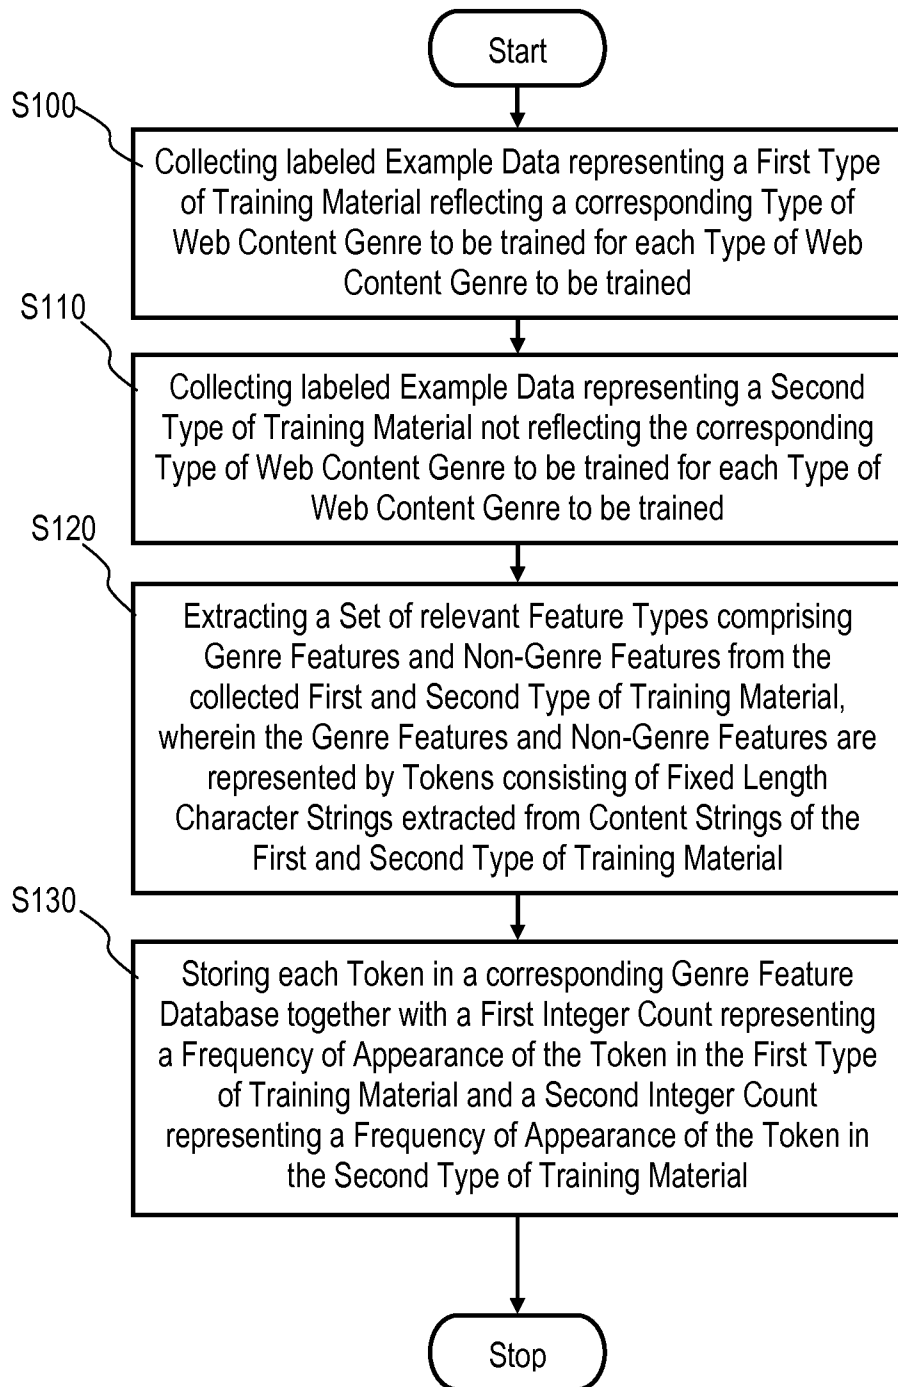 Start
S100
Collecting labeled Example Data representing a First Type
of Training Material reflecting a corresponding Type of
Web Content Genre to be trained for each Type of Web
Content Genre to be trained
S110
Collecting labeled Example Data representing a Second
Type of Training Material not reflecting the corresponding
Type of Web Content Genre to be trained for each Type of
Web Content Genre to be trained
S120
Extracting a Set of relevant Feature Types comprising
Genre Features and Non-Genre Features from the
collected First and Second Type of Training Material,
wherein the Genre Features and Non-Genre Features are
represented by Tokens consisting of Fixed Length
Character Strings extracted from Content Strings of the
First and Second Type of Training Material
S130
Storing each Token in a corresponding Genre Feature
Database together with a First Integer Count representing
a Frequency of Appearance of the Token in the First Type
of Training Material and a Second Integer Count
representing a Frequency of Appearance of the Token in
the Second Type of Training Material
Stop